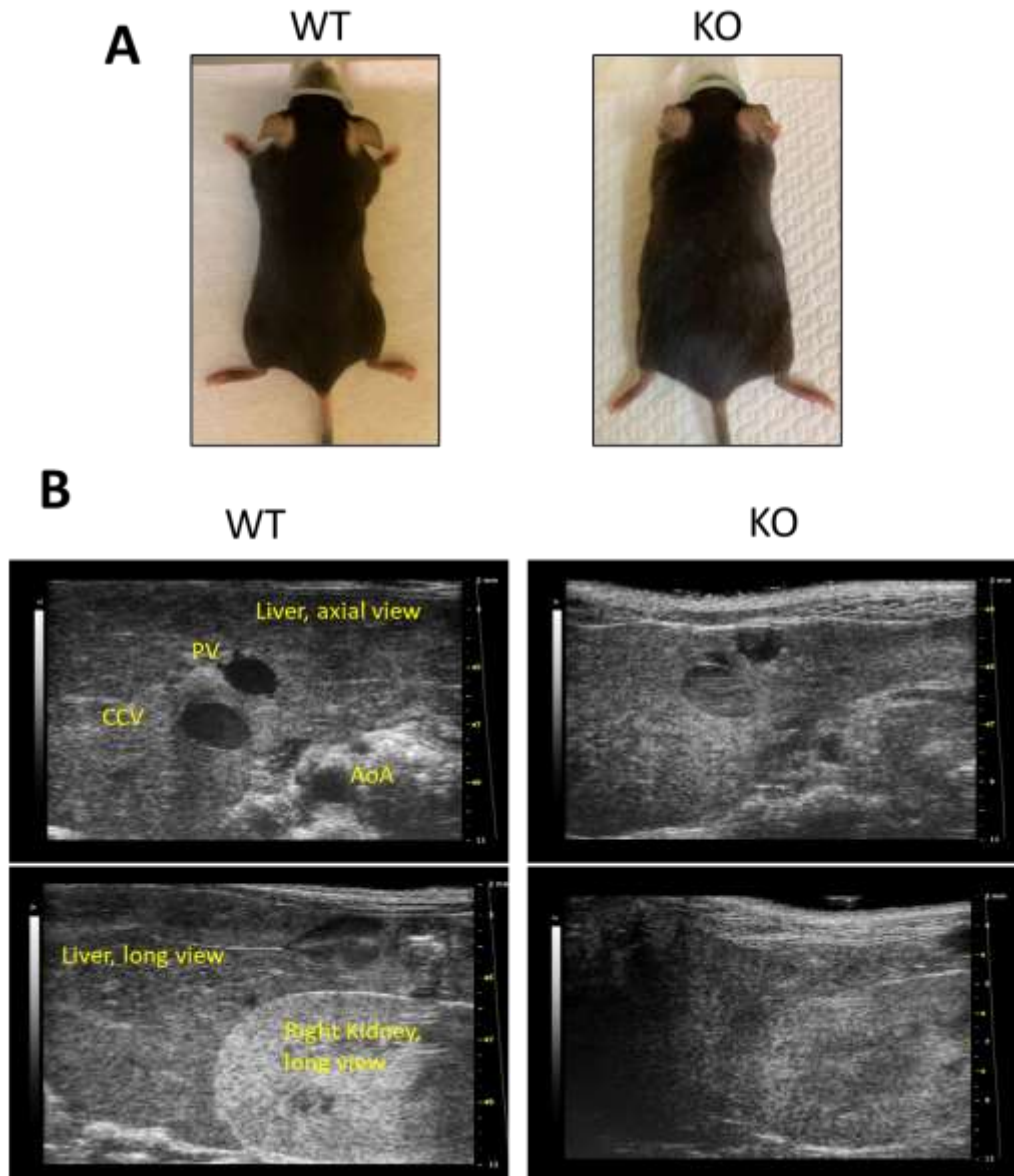 A
WT
KO
B
WT
KO
Liver, axial view
PV
CCV
AoA
Liver, long view
Right Kidney,
long view